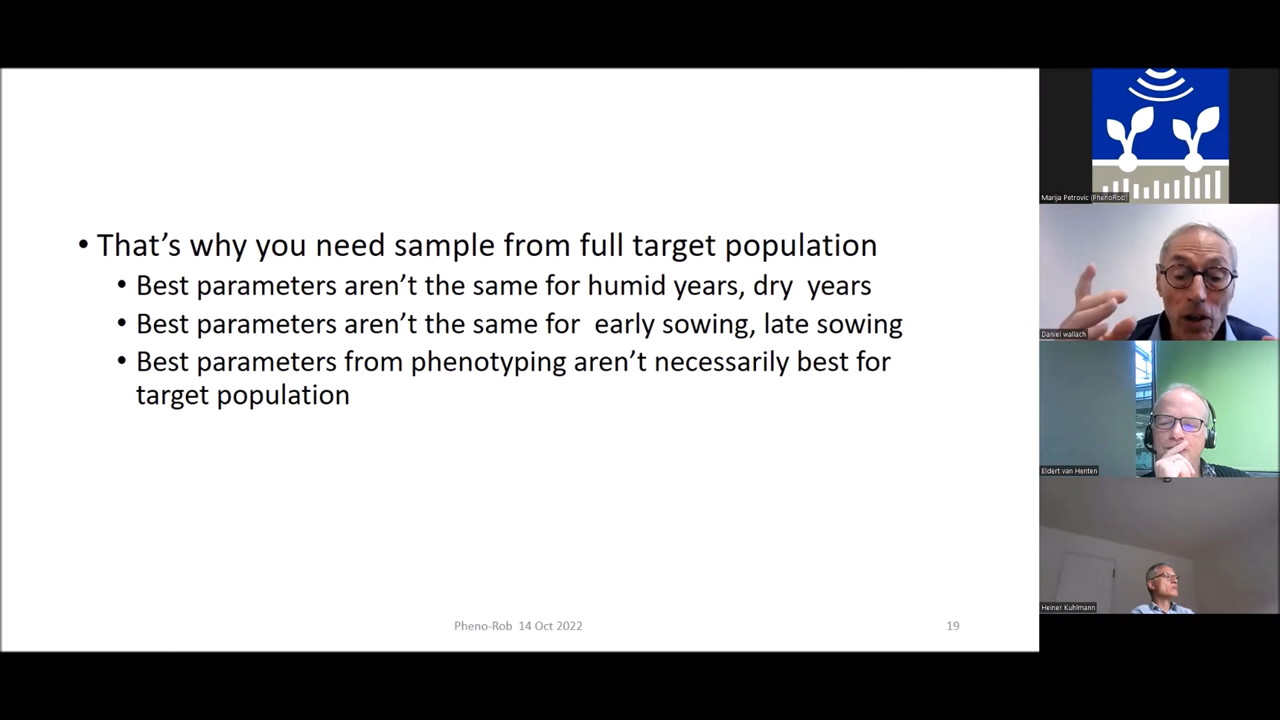 • That's why you need sample from full target population
• Best parameters aren't the same for humid years, dry  years
• Best parameters aren't the same for  early sowing, late sowing
• Best parameters from phenotyping aren't necessarily best for
target population
Pheno-Rob  14 Oct 2022
19
Marija Petrovic (PhenoRob)
Daniel wallach
Eldert van Henten
Heiner Kuhlmann